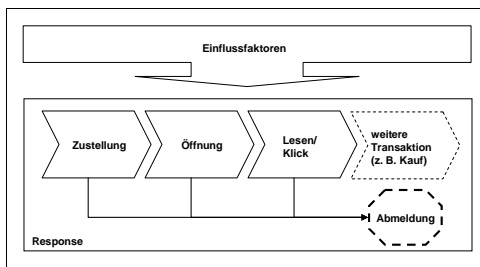 Einflussfaktoren
Zustellung
Öffnung
Lesen/
Klick
weitere
Transaktion
(z. B. Kauf)
Abmeldung
Response